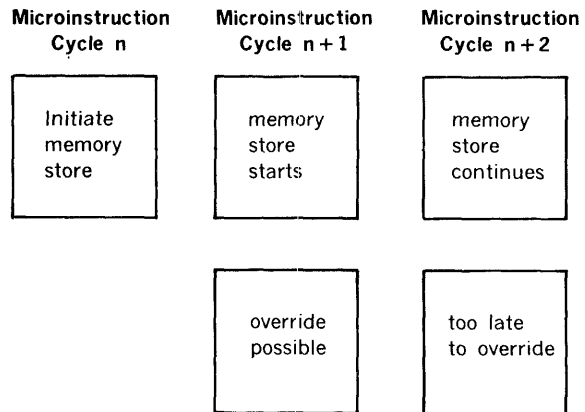 Microinstruction
Cycle n
Microinstruction
Cycle n + 1
Microinstruction
Cycle n + 2
Initiate
memory
store
memory
store
starts
memory
store
continues
override
possible
too late
to override